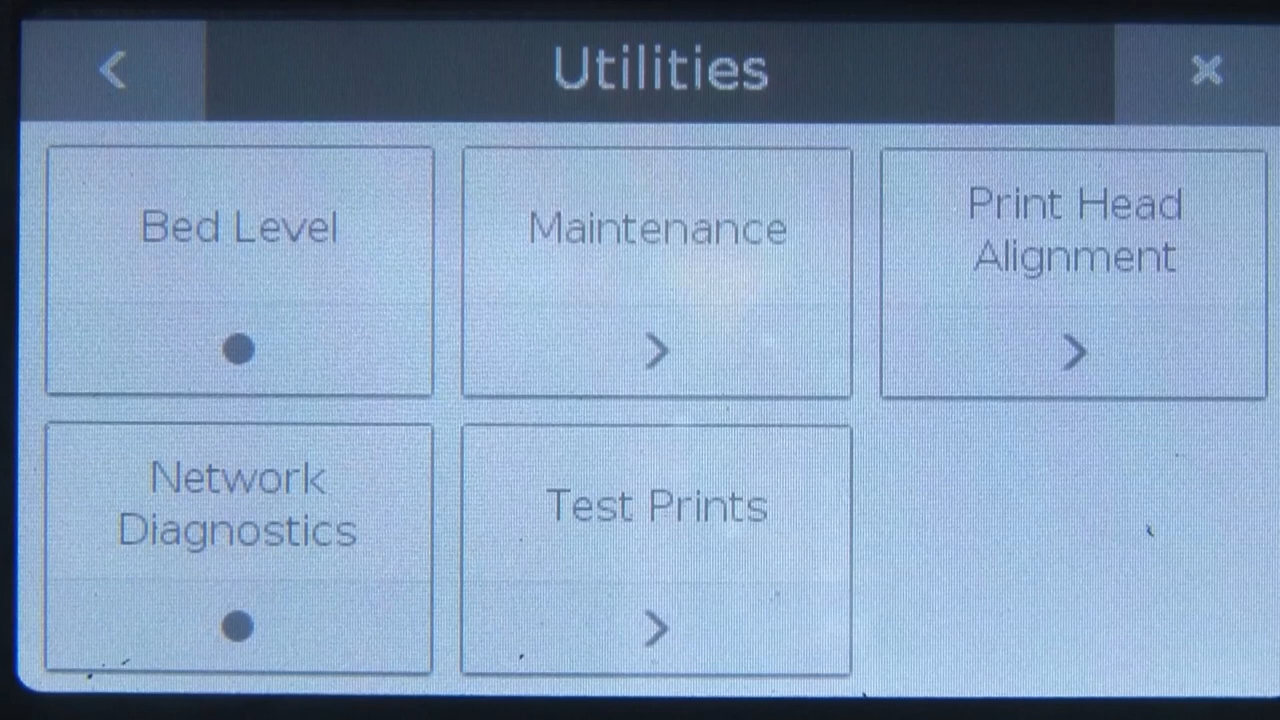 Utilities
Bed Level
Maintenance
Print Head
Alignment
Network
Diagnostics
Test Prints